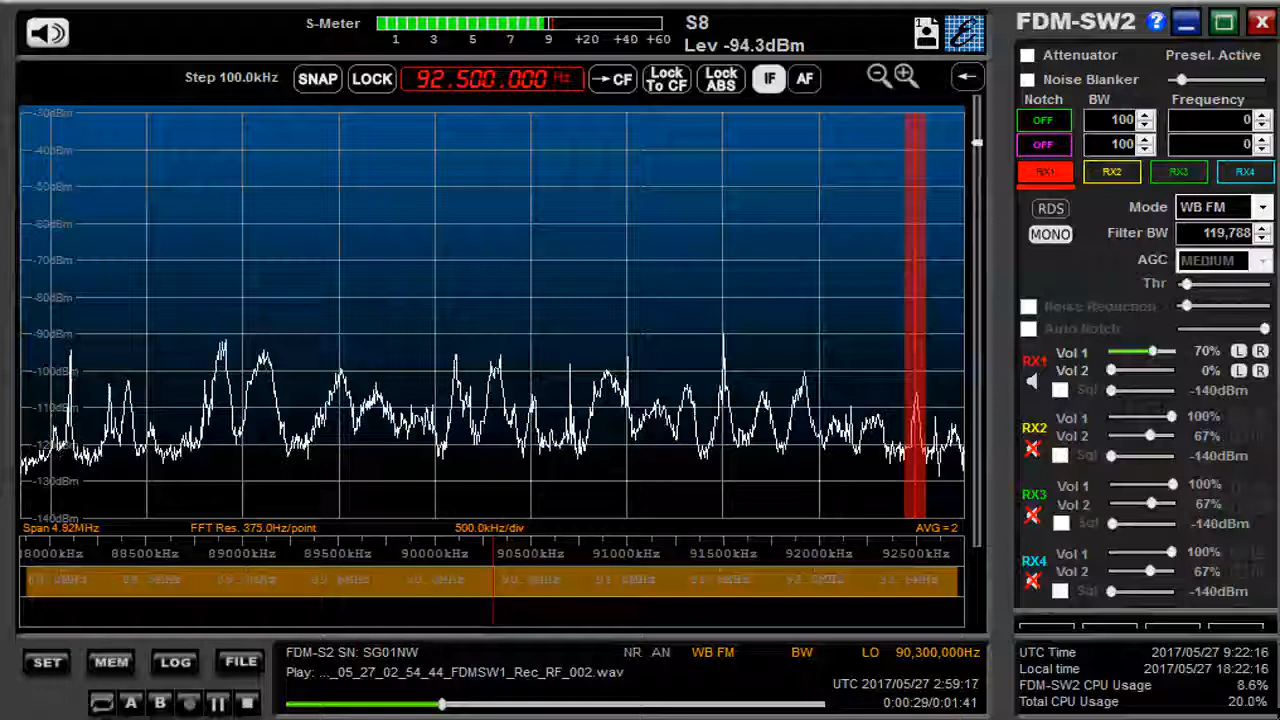 S-Meter
1 3 5 7 9 +20 +40 +60
S8
Lev -94.3dBm
FDM-SW2 ?
Step 100.0kHz SNAP LOCK 92.500.000 Hz →CF Lock To CF Lock ABS IF AF
-30dBm
-40dBm
-50dBm
-60dBm
-70dBm
-80dBm
-90dBm
-100dBm
-110dBm
-120dBm
-130dBm
-140dBm
Span 4.92MHz FFT Res. 375.0Hz/point 500.0kHz/div AVG = 2
88000kHz 88500kHz 89000kHz 89500kHz 90000kHz 90500kHz 91000kHz 91500kHz 92000kHz 92500kHz
Attenuator Presel. Active
Noise Blanker
Notch BW Frequency
OFF 100 0
OFF 100 0
RX1 RX2 RX3 RX4
RDS Mode WB FM
MONO Filter BW 119,788
AGC MEDIUM
Thr
Noise Reduction
Auto Notch
RX1 Vol 1 70% L R
Vol 2 0% L R
Sql -140dBm
RX2 Vol 1 100%
Vol 2 67%
Sql -140dBm
RX3 Vol 1 100%
Vol 2 67%
Sql -140dBm
RX4 Vol 1 100%
Vol 2 67%
Sql -140dBm
SET MEM LOG FILE
A B
FDM-S2 SN: SG01NW NR AN WB FM BW LO 90,300,000Hz
Play: ..._05_27_02_54_44_FDMSW1_Rec_RF_002.wav
UTC 2017/05/27 2:59:17
0:00:29/0:01:41
UTC Time 2017/05/27 9:22:16
Local time 2017/05/27 18:22:16
FDM-SW2 CPU Usage 8.6%
Total CPU Usage 20.0%